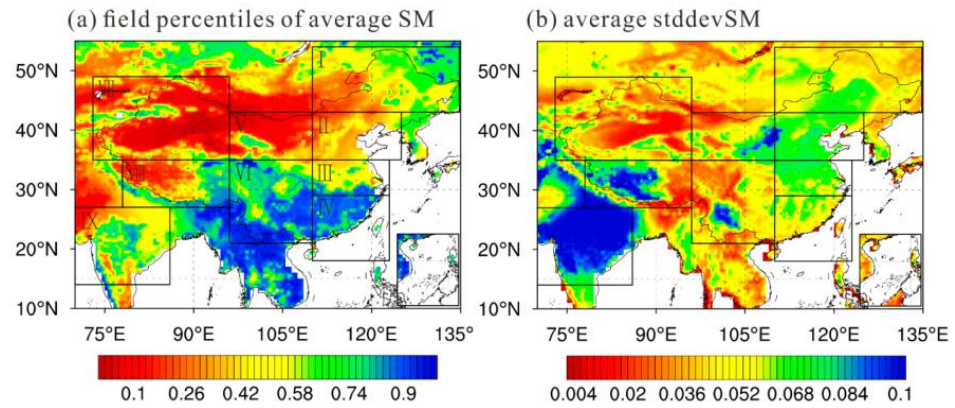 (a) field percentiles of average SM
(b) average stddevSM
50°N
40°N
30°N
20°N
10°N
I
VII
V
II
VIII
VI
III
IV
IX
75°E
90°E
105°E
120°E
135°E
0.1 0.26 0.42 0.58 0.74 0.9
50°N
40°N
30°N
20°N
10°N
75°E
90°E
105°E
120°E
135°E
0.004 0.02 0.036 0.052 0.068 0.084 0.1